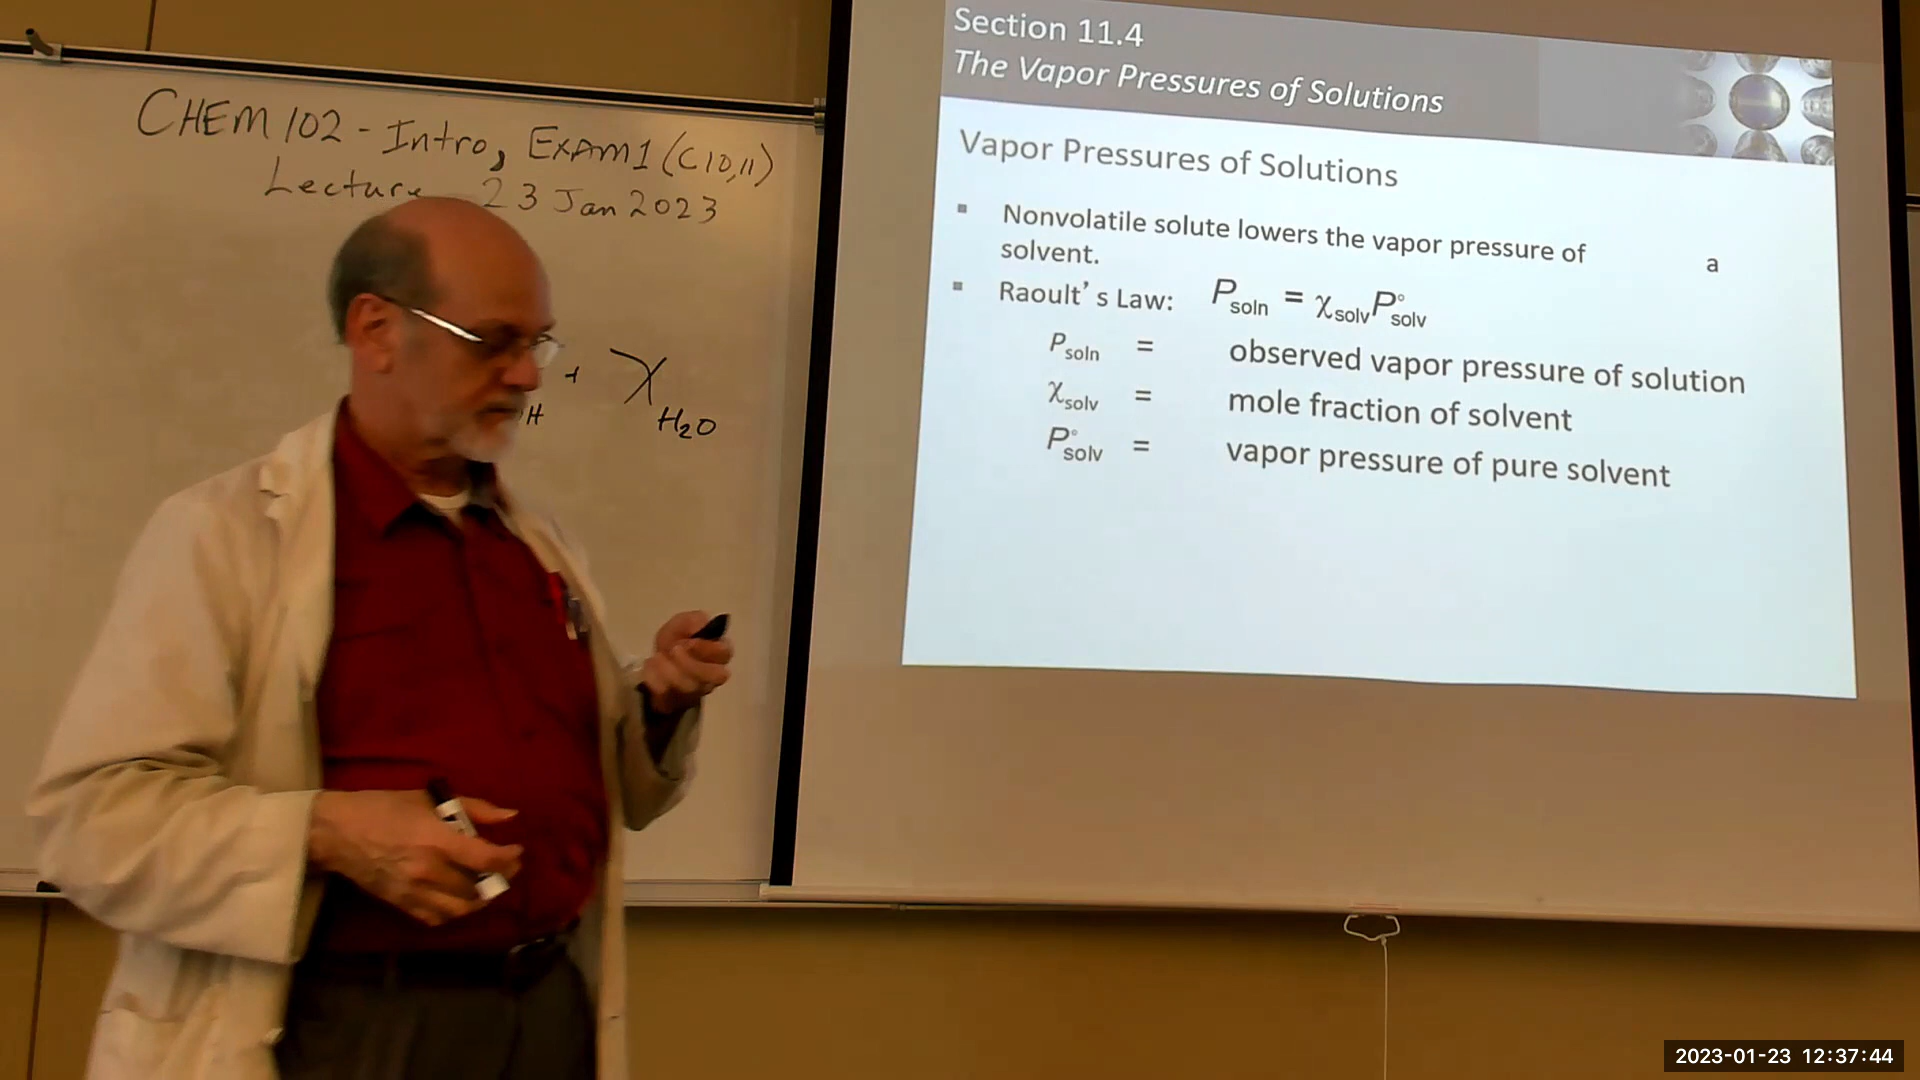 CHEM 102 - Intro, EXAM 1 (C10,11)
Lecture 23 Jan 2023
+ χ
H H₂O
Section 11.4
The Vapor Pressures of Solutions
Vapor Pressures of Solutions
▪ Nonvolatile solute lowers the vapor pressure of a
solvent.
▪ Raoult's Law: Psoln = χsolvP°solv
Psoln = observed vapor pressure of solution
χsolv = mole fraction of solvent
P°solv = vapor pressure of pure solvent
2023-01-23 12:37:44